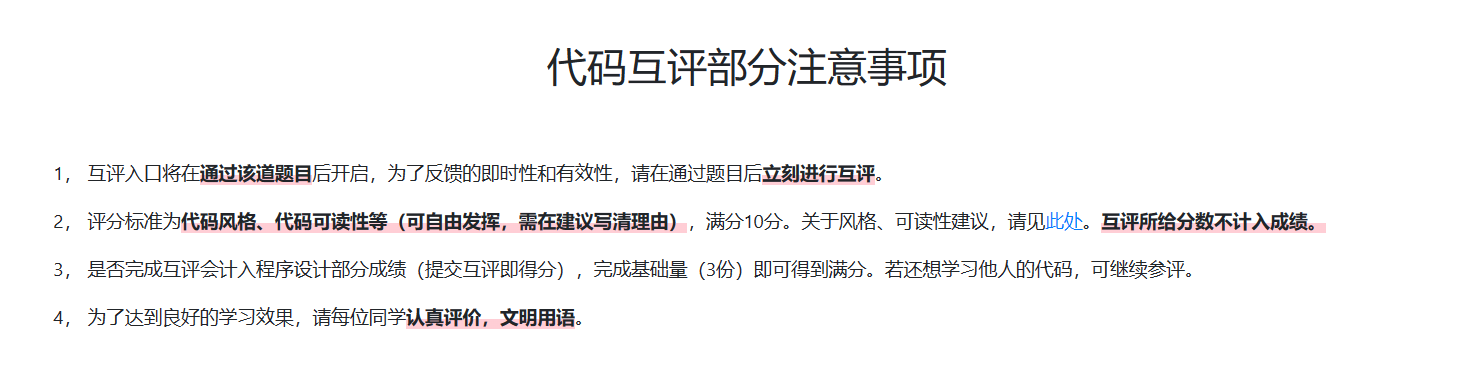 代码互评部分注意事项
1， 互评入口将在通过该道题目后开启，为了反馈的即时性和有效性，请在通过题目后立刻进行互评。
2， 评分标准为代码风格、代码可读性等（可自由发挥，需在建议写清理由），满分10分。关于风格、可读性建议，请见此处。互评所给分数不计入成绩。
3， 是否完成互评会计入程序设计部分成绩（提交互评即得分），完成基础量（3份）即可得到满分。若还想学习他人的代码，可继续参评。
4， 为了达到良好的学习效果，请每位同学认真评价，文明用语。